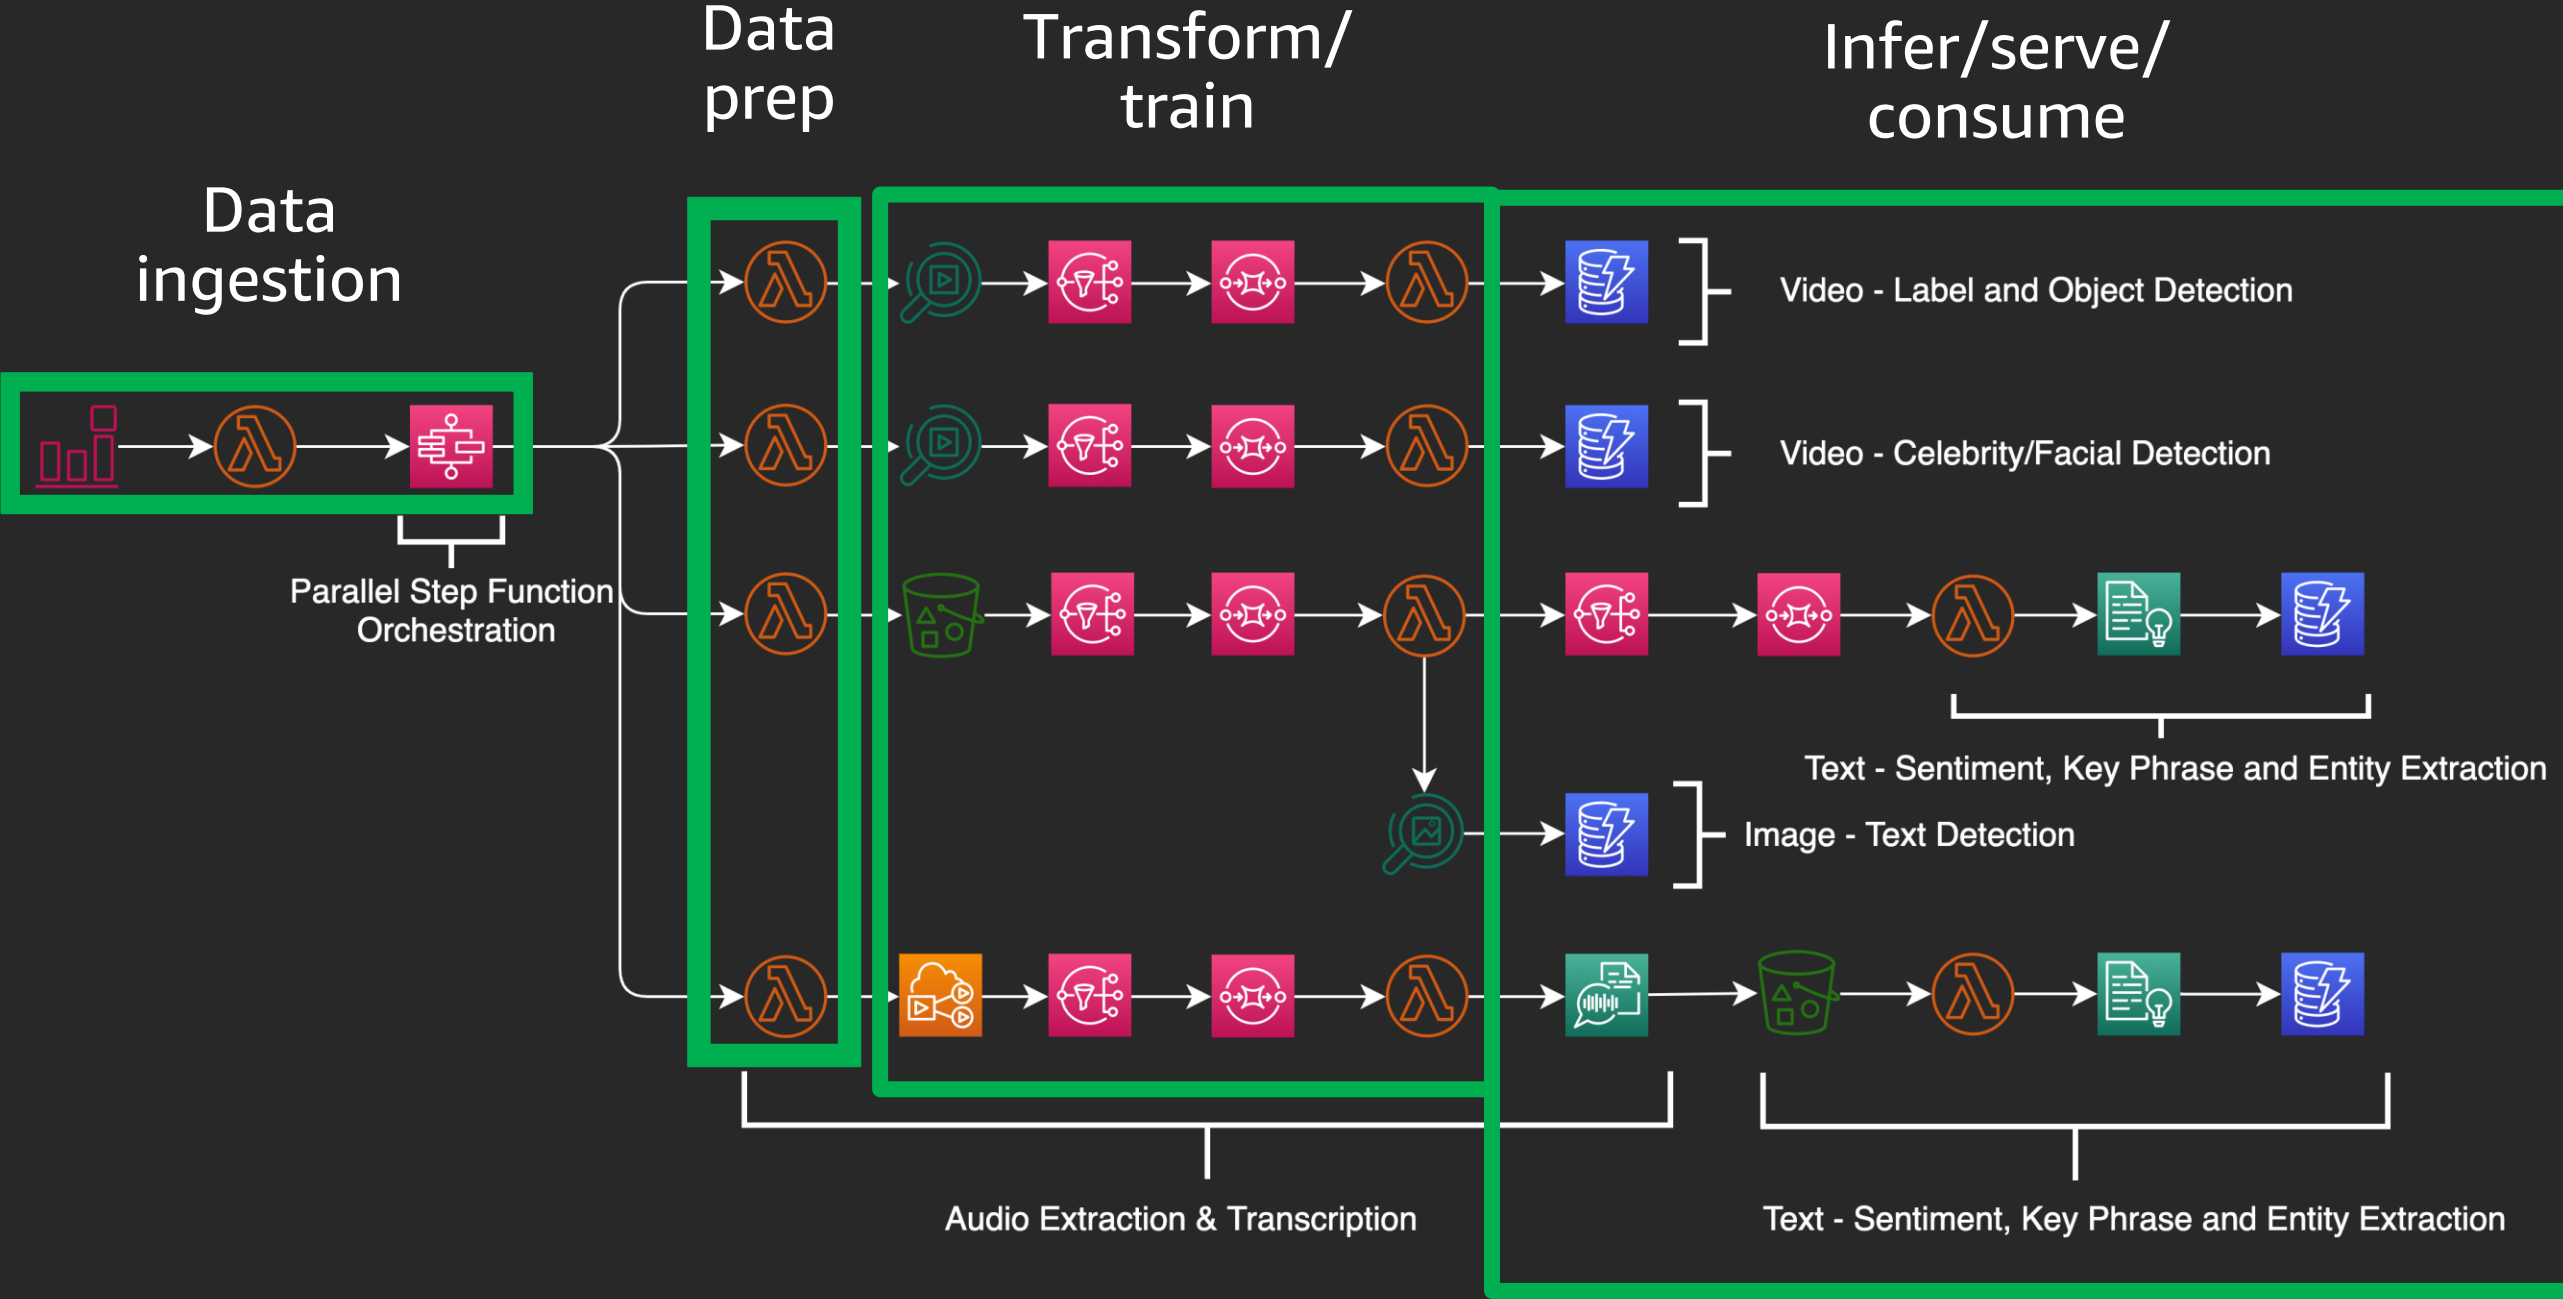 Data
ingestion
Data
prep
Transform/
train
Infer/serve/
consume
Parallel Step Function
Orchestration
Video - Label and Object Detection
Video - Celebrity/Facial Detection
Text - Sentiment, Key Phrase and Entity Extraction
Image - Text Detection
Audio Extraction & Transcription
Text - Sentiment, Key Phrase and Entity Extraction